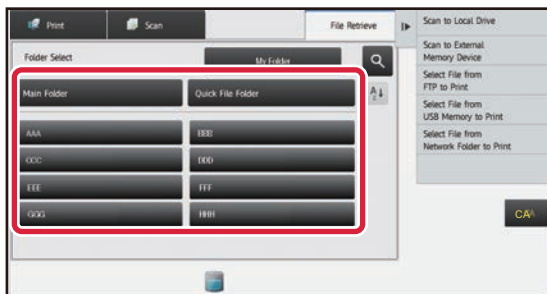 Print
Scan
File Retrieve
Folder Select
My Folder
Main Folder
Quick File Folder
AAA
BBB
CCC
DDD
EEE
FFF
GGG
HHH
Scan to Local Drive
Scan to External
Memory Device
Select File from
FTP to Print
Select File from
USB Memory to Print
Select File from
Network Folder to Print
CA